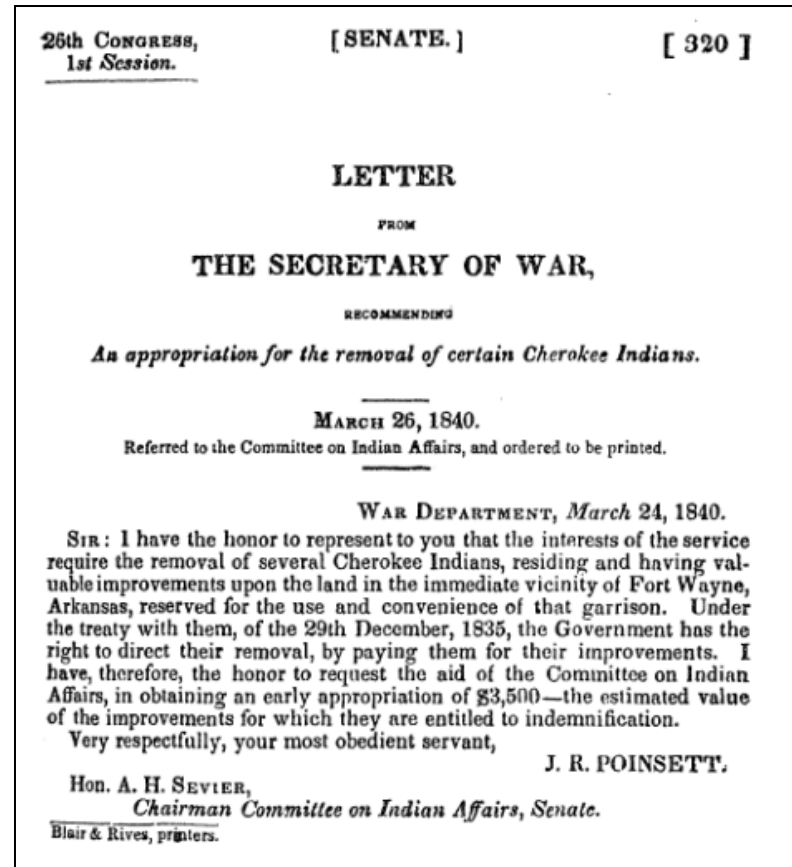 26th CONGRESS,
1st Session.
[ SENATE. ]
[ 320 ]
LETTER
FROM
THE SECRETARY OF WAR,
RECOMMENDING
An appropriation for the removal of certain Cherokee Indians.
MARCH 26, 1840.
Referred to the Committee on Indian Affairs, and ordered to be printed.
WAR DEPARTMENT, March 24, 1840.
SIR: I have the honor to represent to you that the interests of the service
require the removal of several Cherokee Indians, residing and having val-
uable improvements upon the land in the immediate vicinity of Fort Wayne,
Arkansas, reserved for the use and convenience of that garrison. Under
the treaty with them, of the 29th December, 1835, the Government has the
right to direct their removal, by paying them for their improvements. I
have, therefore, the honor to request the aid of the Committee on Indian
Affairs, in obtaining an early appropriation of $3,500—the estimated value
of the improvements for which they are entitled to indemnification.
Very respectfully, your most obedient servant,
J. R. POINSETT.
Hon. A. H. SEVIER,
Chairman Committee on Indian Affairs, Senate.
Blair & Rives, printers.